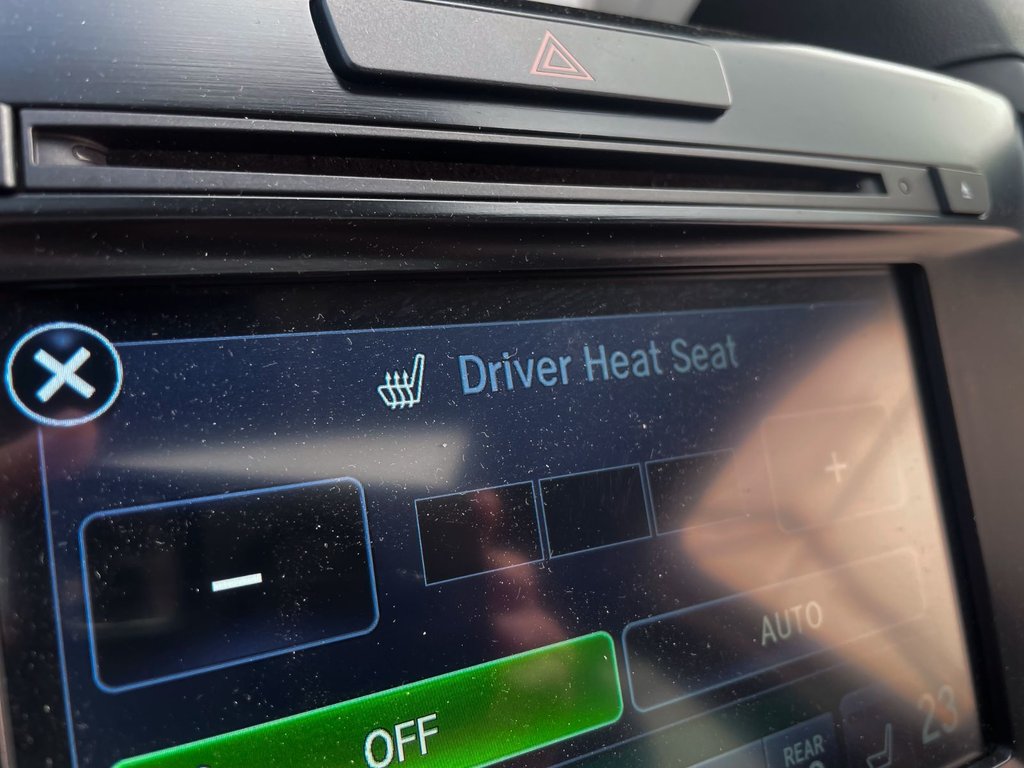 Driver Heat Seat
- +
AUTO
OFF
REAR
23